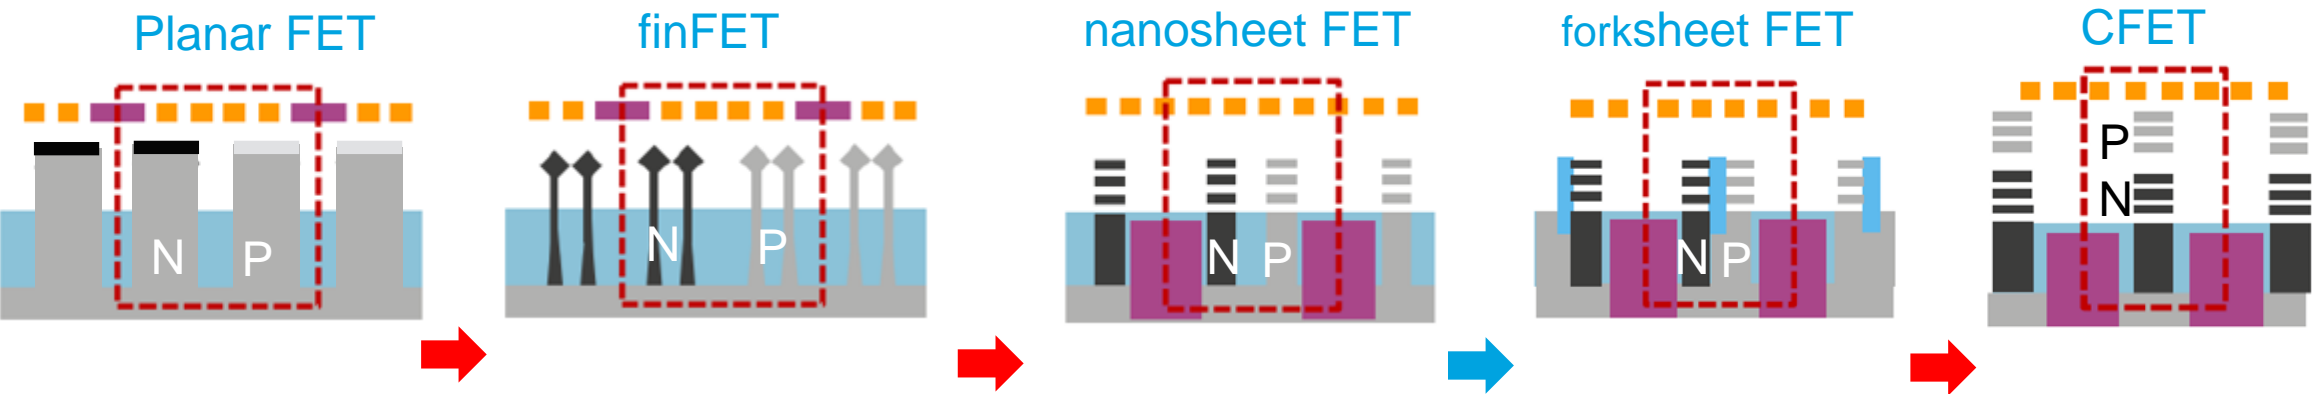 Planar FET
finFET
nanosheet FET
forksheet FET
CFET
N P
N P
N P
N P
P
N